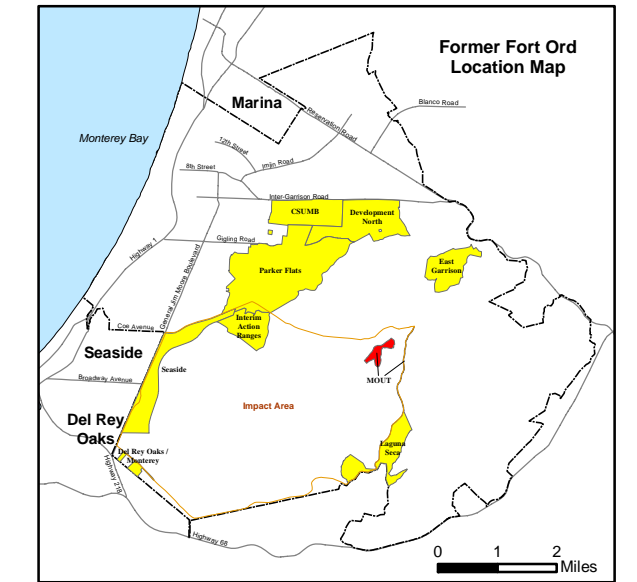 Former Fort Ord
Location Map
Marina
Blanco Road
Reservation Road
Monterey Bay
12th Street
Imjin Road
8th Street
Inter-Garrison Road
CSUMB
Development
North
Highway 1
Gigling Road
General Jim Moore Boulevard
East
Garrison
Parker Flats
Interim
Action
Ranges
Coe Avenue
Seaside
Seaside
MOUT
Broadway Avenue
Impact Area
Del Rey
Oaks
Laguna
Seca
Del Rey Oaks /
Monterey
Highway 218
Highway 68
0 1 2
Miles